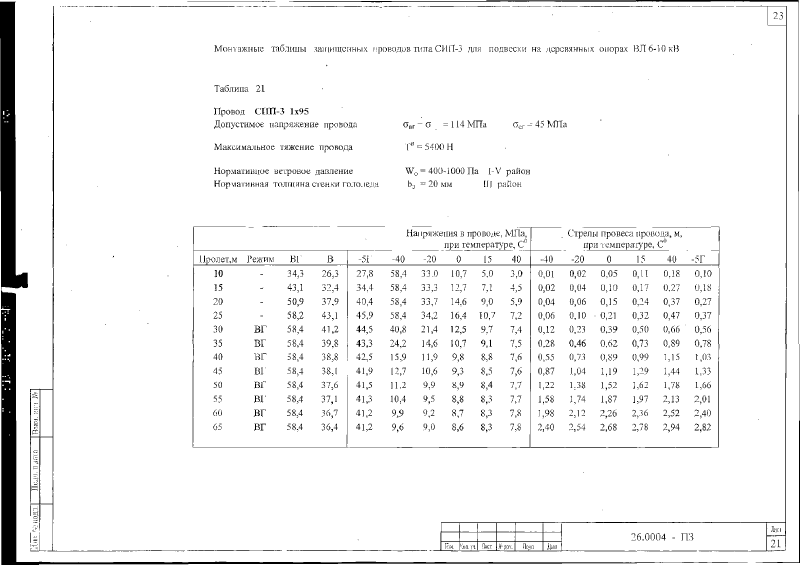 23
Монтажные таблицы защищенных проводов типа СИП-3 для подвески на деревянных опорах ВЛ 6-10 кВ
Таблица 21
Провод СИП-3 1х95
Допустимое напряжение провода σвг = σ = 114 МПа σсг = 45 МПа
Максимальное тяжение провода = 5400 Н
Нормативное ветровое давление Wo = 400-1000 Па I-V район
Нормативная толщина стенки гололеда bэ = 20 мм III район
Напряжения в проводе, МПа, Стрелы провеса провода, м,
при температуре, С⁰ при температуре, С⁰
Пролет,м Режим ВГ В -5Г -40 -20 0 15 40 -40 -20 0 15 40 -5Г
10 - 34,3 26,3 27,8 58,4 33.0 10,7 5,0 3,0 0,01 0,02 0,05 0,11 0,18 0,10
15 - 43,1 32,4 34,4 58,4 33,3 12,7 7,1 4,5 0,02 0,04 0,10 0,17 0,27 0,18
20 - 50,9 37,9 40,4 58,4 33,7 14,6 9,0 5,9 0,04 0,06 0,15 0,24 0,37 0,27
25 - 58,2 43,1 45,9 58,4 34,2 16,4 10,7 7,2 0,06 0,10 0,21 0,32 0,47 0,37
30 ВГ 58,4 41,2 44,5 40,8 21,4 12,5 9,7 7,4 0,12 0,23 0,39 0,50 0,66 0,56
35 ВГ 58,4 39,8 43,3 24,2 14,6 10,7 9,1 7,5 0,28 0,46 0,62 0,73 0,89 0,78
40 ВГ 58,4 38,8 42,5 15,9 11,9 9,8 8,8 7,6 0,55 0,73 0,89 0,99 1,15 1,03
45 ВГ 58,4 38,1 41,9 12,7 10,6 9,3 8,5 7,6 0,87 1,04 1,19 1,29 1,44 1,33
50 ВГ 58,4 37,6 41,5 11,2 9,9 8,9 8,4 7,7 1,22 1,38 1,52 1,62 1,78 1,66
55 ВГ 58,4 37,1 41,3 10,4 9,5 8,8 8,3 7,7 1,58 1,74 1,87 1,97 2,13 2,01
60 ВГ 58,4 36,7 41,2 9,9 9,2 8,7 8,3 7,8 1,98 2,12 2,26 2,36 2,52 2,40
65 ВГ 58,4 36,4 41,2 9,6 9,0 8,6 8,3 7,8 2,40 2,54 2,68 2,78 2,94 2,82
26.0004 - ПЗ
Лист
21
Изм. Кол.уч. Лист № док. Подп. Дата